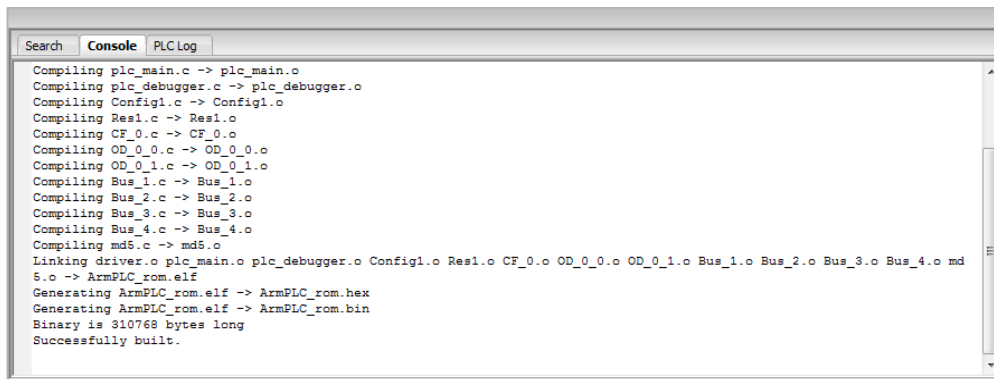 Search Console PLC Log
Compiling plc_main.c -> plc_main.o
Compiling plc_debugger.c -> plc_debugger.o
Compiling Config1.c -> Config1.o
Compiling Res1.c -> Res1.o
Compiling CF_0.c -> CF_0.o
Compiling OD_0_0.c -> OD_0_0.o
Compiling OD_0_1.c -> OD_0_1.o
Compiling Bus_1.c -> Bus_1.o
Compiling Bus_2.c -> Bus_2.o
Compiling Bus_3.c -> Bus_3.o
Compiling Bus_4.c -> Bus_4.o
Compiling md5.c -> md5.o
Linking driver.o plc_main.o plc_debugger.o Config1.o Res1.o CF_0.o OD_0_0.o OD_0_1.o Bus_1.o Bus_2.o Bus_3.o Bus_4.o md
5.o -> ArmPLC_rom.elf
Generating ArmPLC_rom.elf -> ArmPLC_rom.hex
Generating ArmPLC_rom.elf -> ArmPLC_rom.bin
Binary is 310768 bytes long
Successfully built.